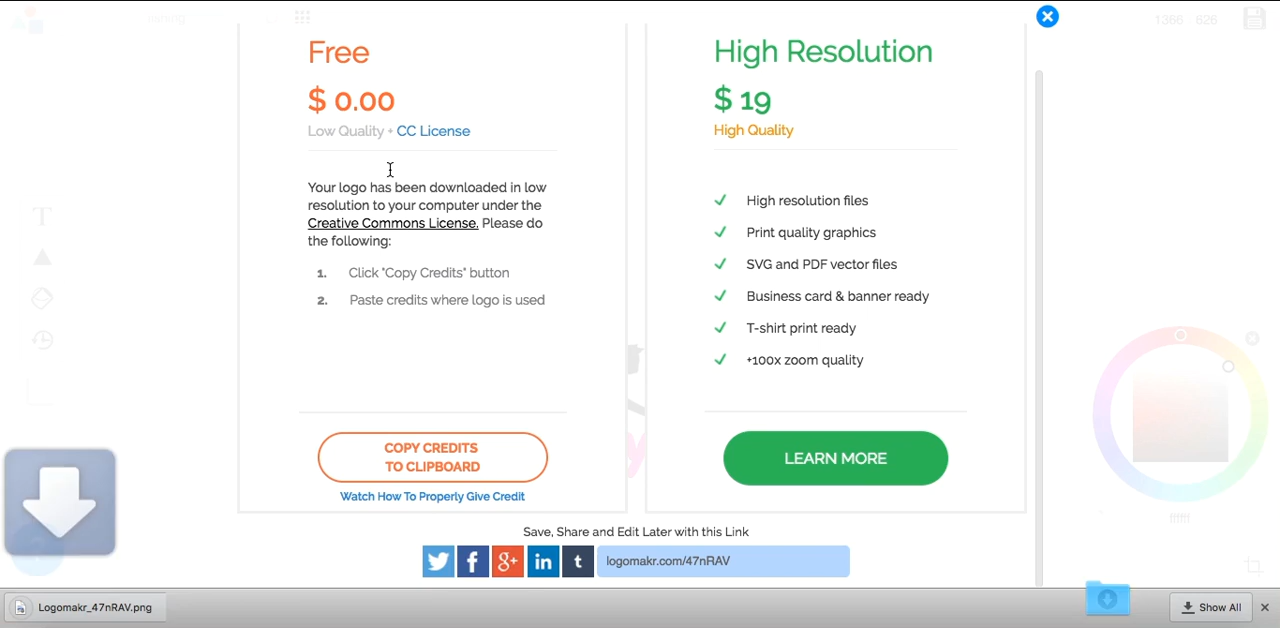 mining
1366 626
Free
$ 0.00
Low Quality + CC License
Your logo has been downloaded in low
resolution to your computer under the
Creative Commons License. Please do
the following:
1. Click "Copy Credits" button
2. Paste credits where logo is used
COPY CREDITS
TO CLIPBOARD
Watch How To Properly Give Credit
High Resolution
$ 19
High Quality
High resolution files
Print quality graphics
SVG and PDF vector files
Business card & banner ready
T-shirt print ready
+100x zoom quality
LEARN MORE
Save, Share and Edit Later with this Link
logomakr.com/47nRAV
ffffff
Logomakr_47nRAV.png
Show All